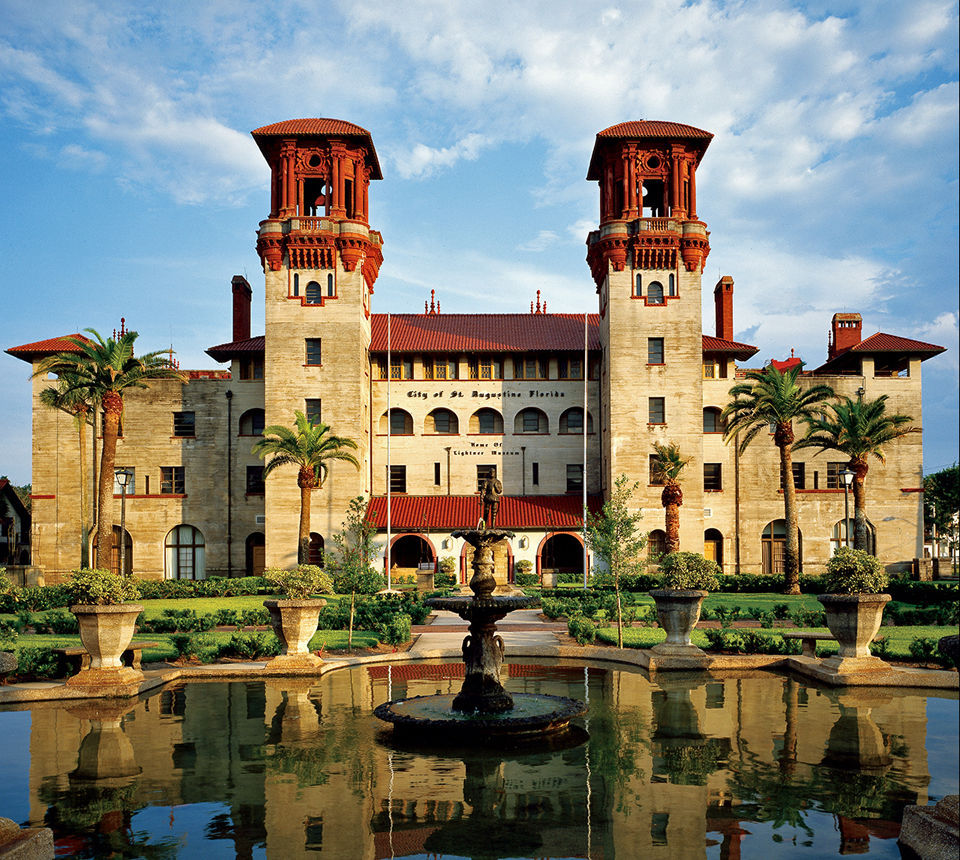 City of St. Augustine Florida
Home Of
Lightner Museum